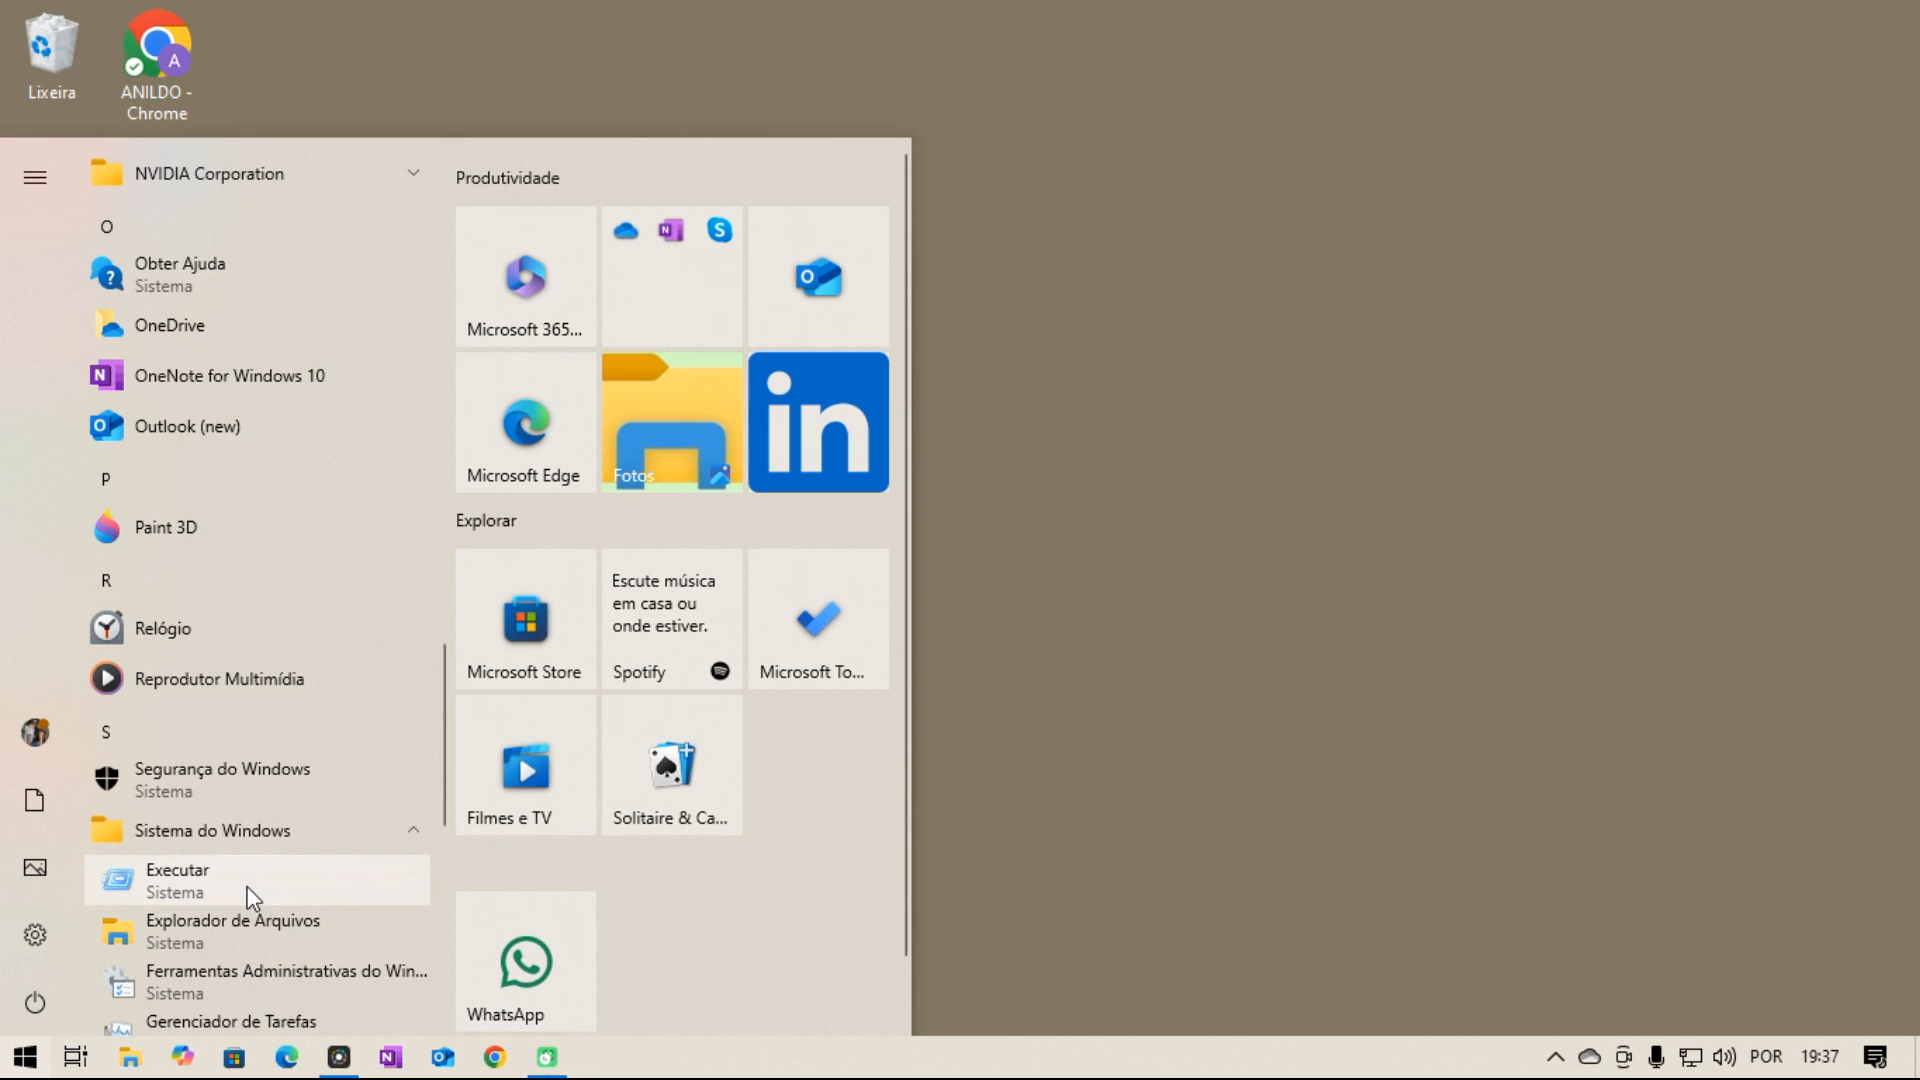 Lixeira
ANILDO -
Chrome
NVIDIA Corporation
O
Obter Ajuda
Sistema
OneDrive
OneNote for Windows 10
Outlook (new)
P
Paint 3D
R
Relógio
Reprodutor Multimídia
S
Segurança do Windows
Sistema
Sistema do Windows
Executar
Sistema
Explorador de Arquivos
Sistema
Ferramentas Administrativas do Win...
Sistema
Gerenciador de Tarefas
Produtividade
Microsoft 365...
Microsoft Edge
Fotos
in
Explorar
Microsoft Store
Escute música
em casa ou
onde estiver.
Spotify
Microsoft To...
Filmes e TV
Solitaire & Ca...
WhatsApp
POR
19:37